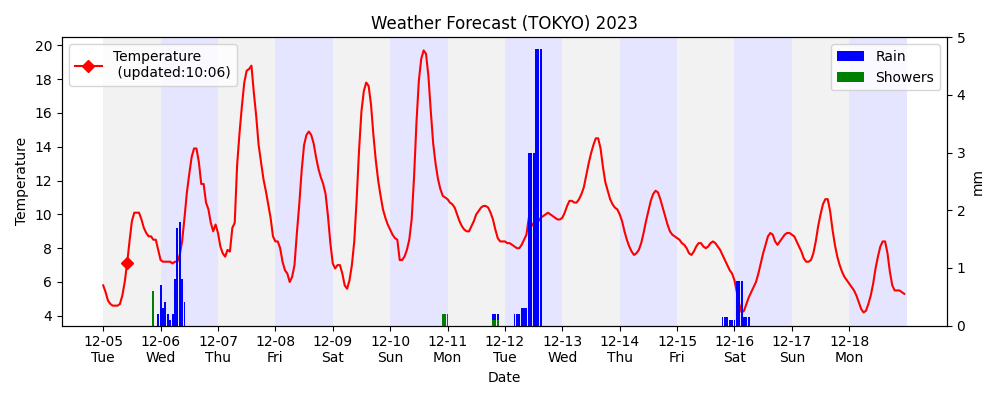 Weather Forecast (TOKYO) 2023
Temperature
(updated:10:06)
Rain
Showers
20
18
16
14
12
10
8
6
4
Temperature
5
4
3
2
1
0
mm
12-05 12-06 12-07 12-08 12-09 12-10 12-11 12-12 12-13 12-14 12-15 12-16 12-17 12-18
Tue Wed Thu Fri Sat Sun Mon Tue Wed Thu Fri Sat Sun Mon
Date